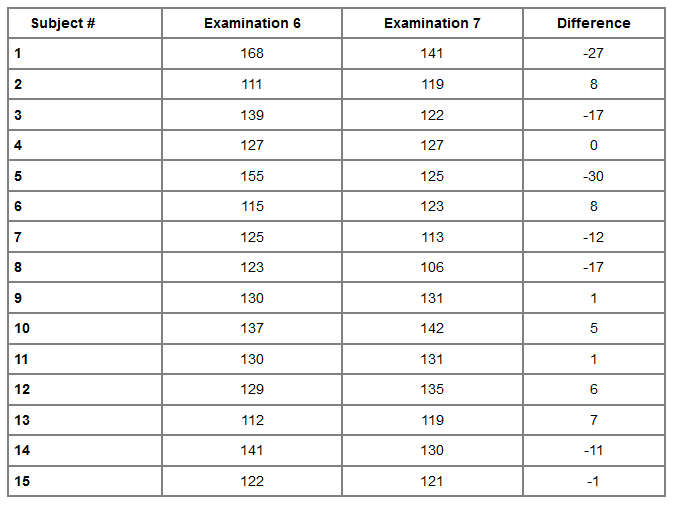 Subject # Examination 6 Examination 7 Difference
1 168 141 -27
2 111 119 8
3 139 122 -17
4 127 127 0
5 155 125 -30
6 115 123 8
7 125 113 -12
8 123 106 -17
9 130 131 1
10 137 142 5
11 130 131 1
12 129 135 6
13 112 119 7
14 141 130 -11
15 122 121 -1